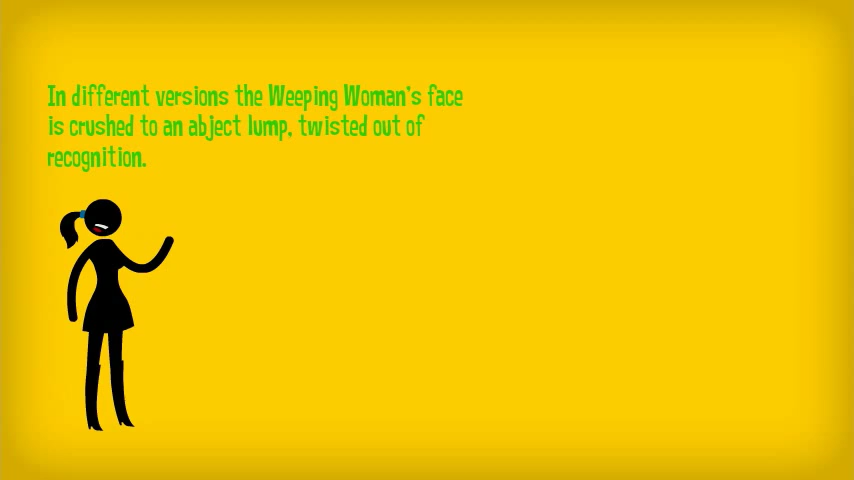 In different versions the Weeping Woman's face
is crushed to an abject lump, twisted out of
recognition.